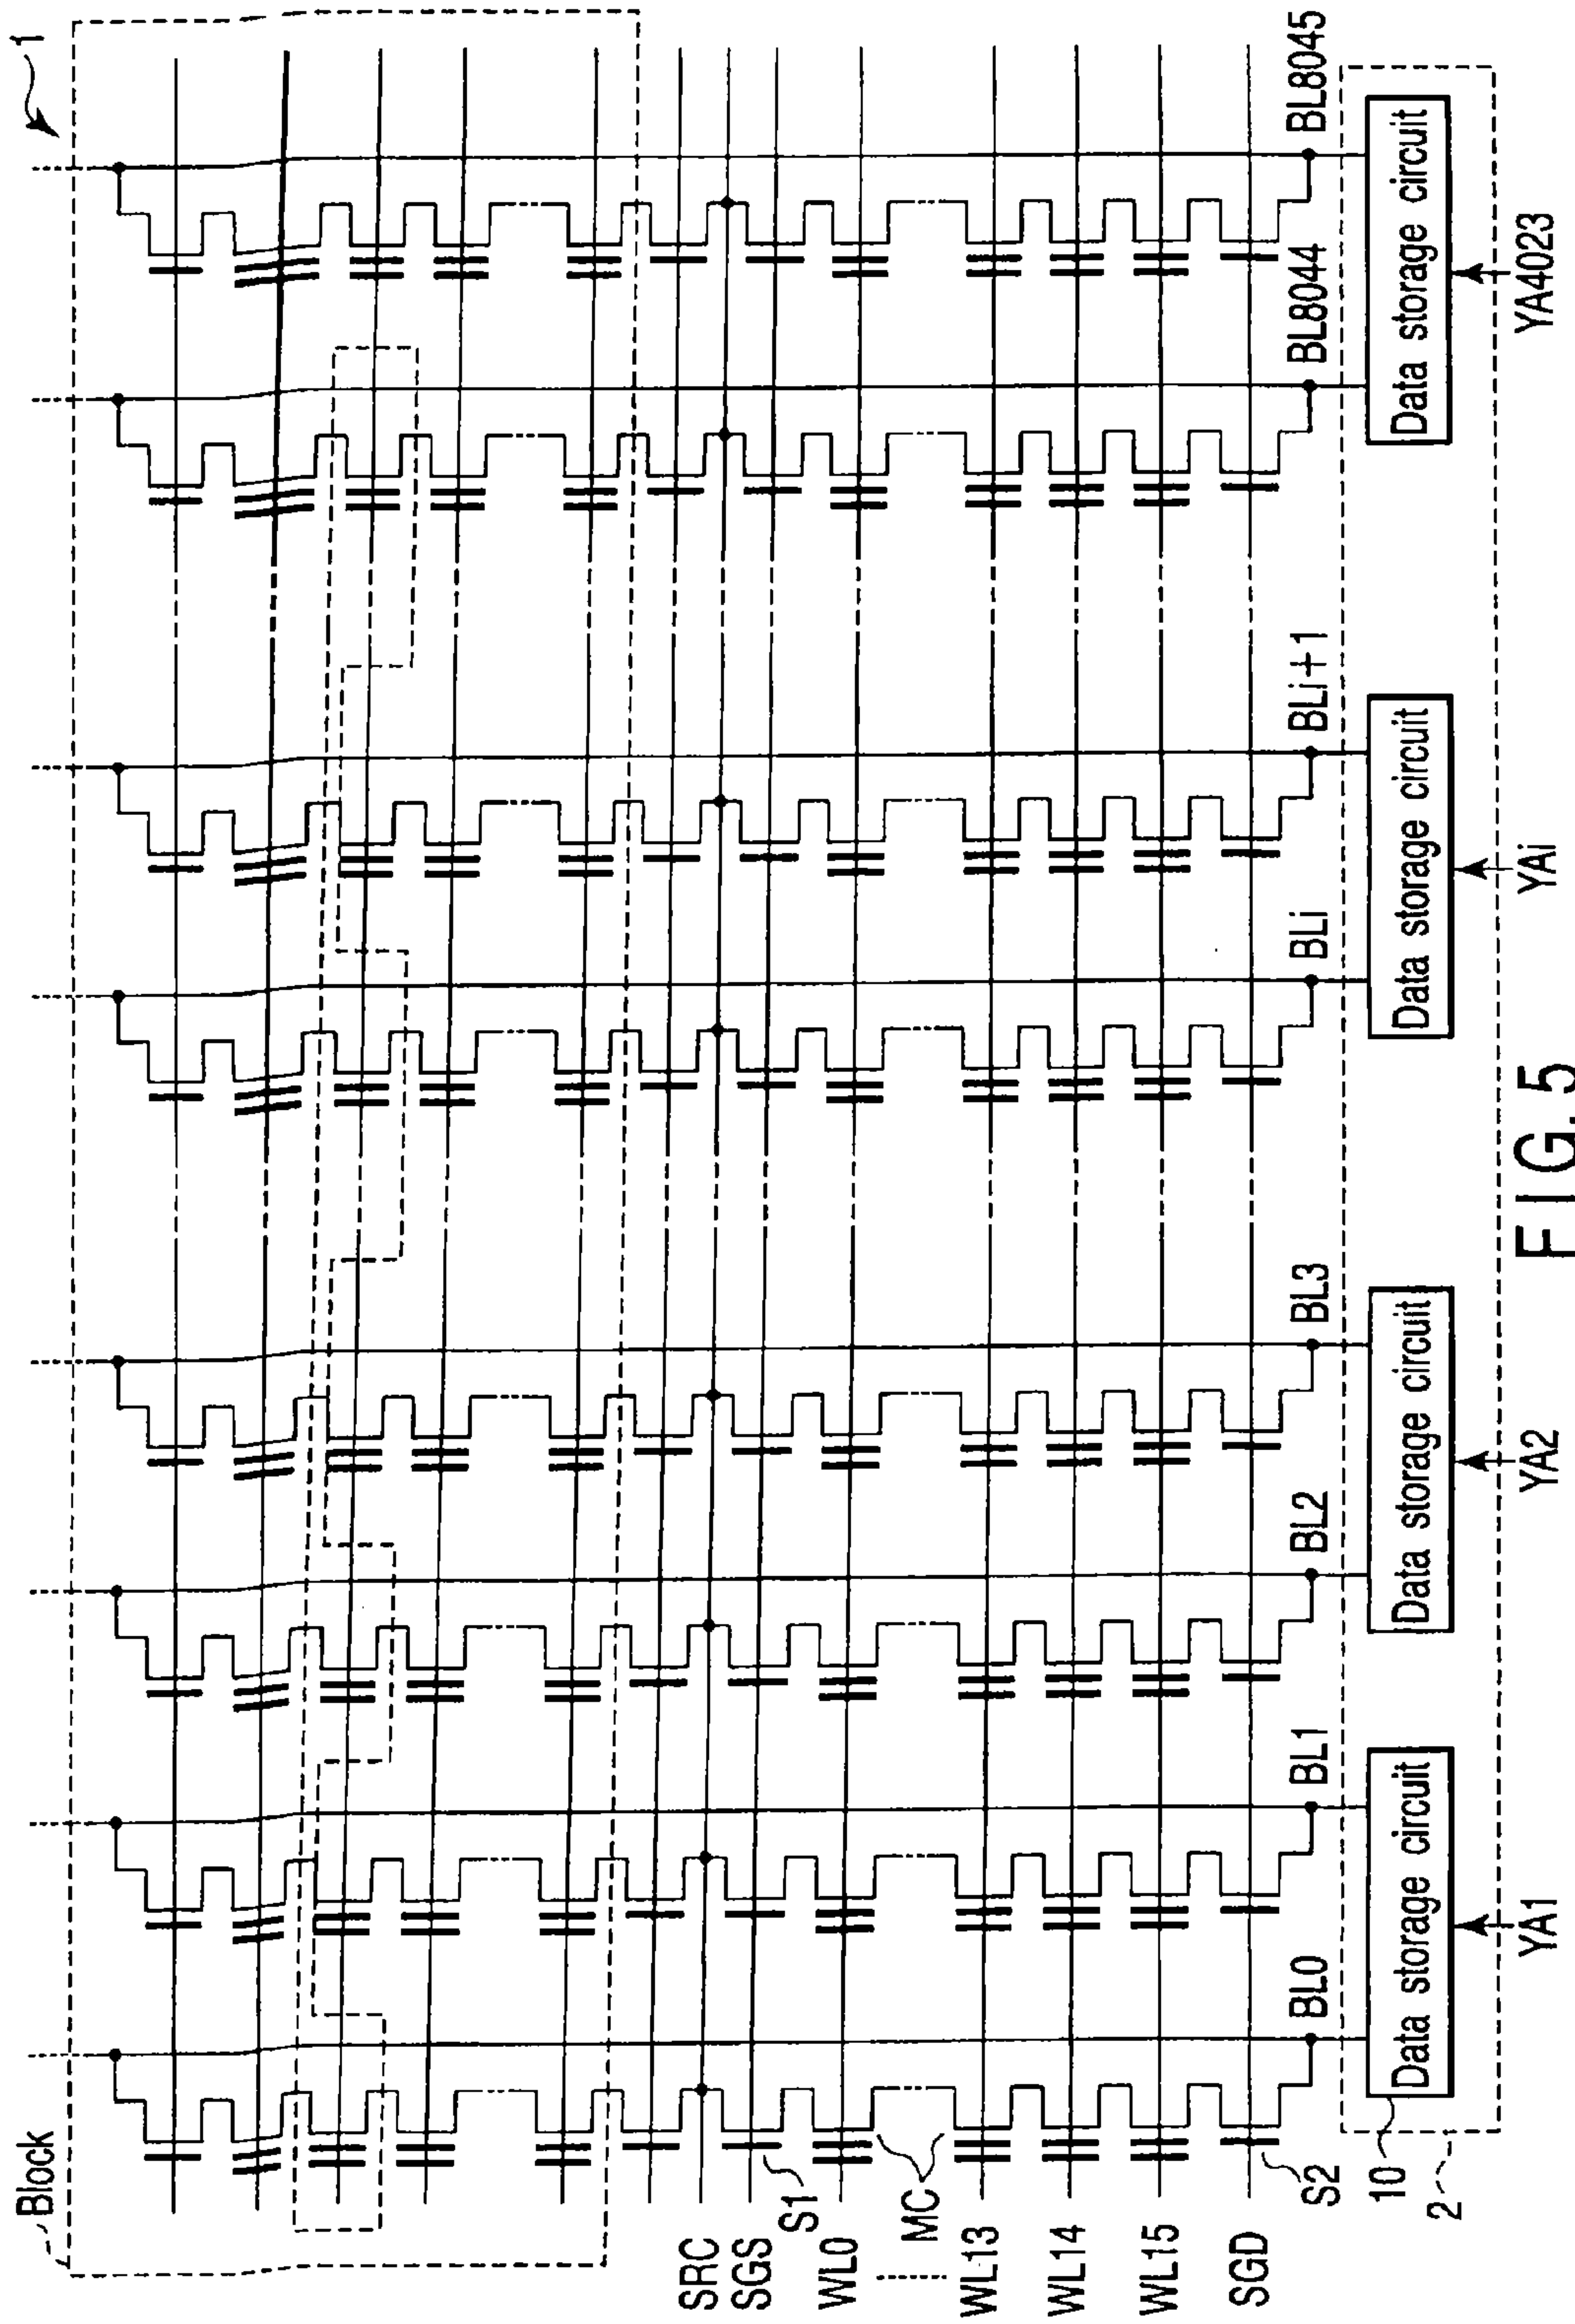 1
Block
SRC
SGS
S1
WL0
MC
WL13
WL14
WL15
SGD
S2
BL0
BL1
BL2
BL3
BLi
BLi+1
BL8044
BL8045
10
Data storage circuit
Data storage circuit
Data storage circuit
Data storage circuit
2
YA1
YA2
YAi
YA4023
FIG. 5